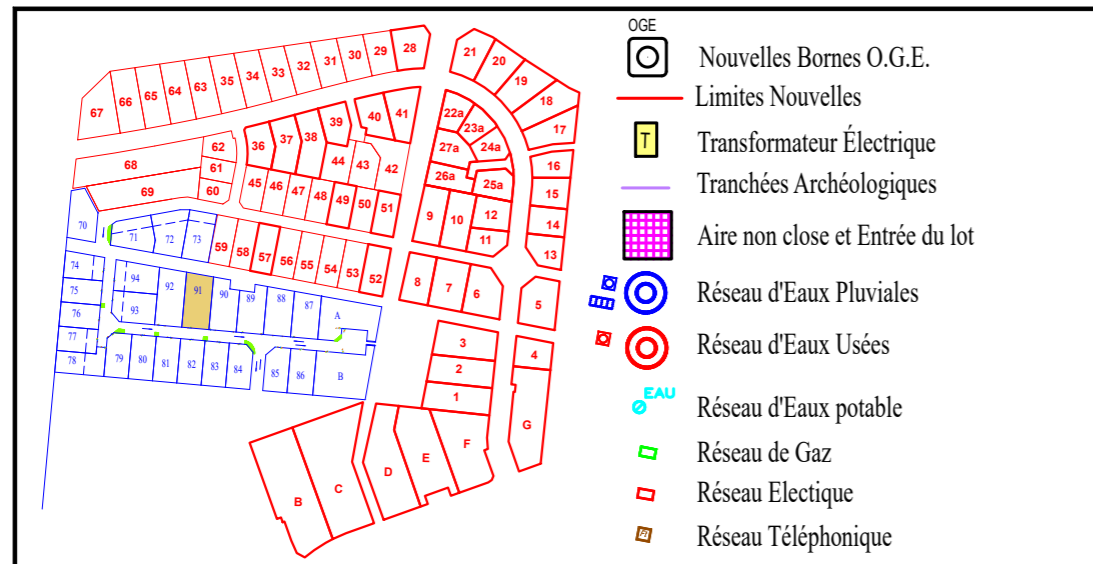 OGE
Nouvelles Bornes O.G.E.
Limites Nouvelles
T
Transformateur Électrique
Tranchées Archéologiques
Aire non close et Entrée du lot
Réseau d'Eaux Pluviales
Réseau d'Eaux Usées
EAU
Réseau d'Eaux potable
Réseau de Gaz
Réseau Electique
Réseau Téléphonique
67 66 65 64 63 35 34 33 32 31 30 29 28
21 20 19 18 17
68 69
62 61 60
36 37 38 39 40 41
44 43 42
45 46 47 48 49 50 51
22a 23a 24a 27a 26a 25a
16 15 14 13
9 10 12 11
70 71 72 73 59 58 57 56 55 54 53 52
8 7 6 5
74 75 76 77 78
94 93 92 91 90 89 88 87 A
79 80 81 82 83 84 85 86 B
3 2 1 4 G
B C D E F